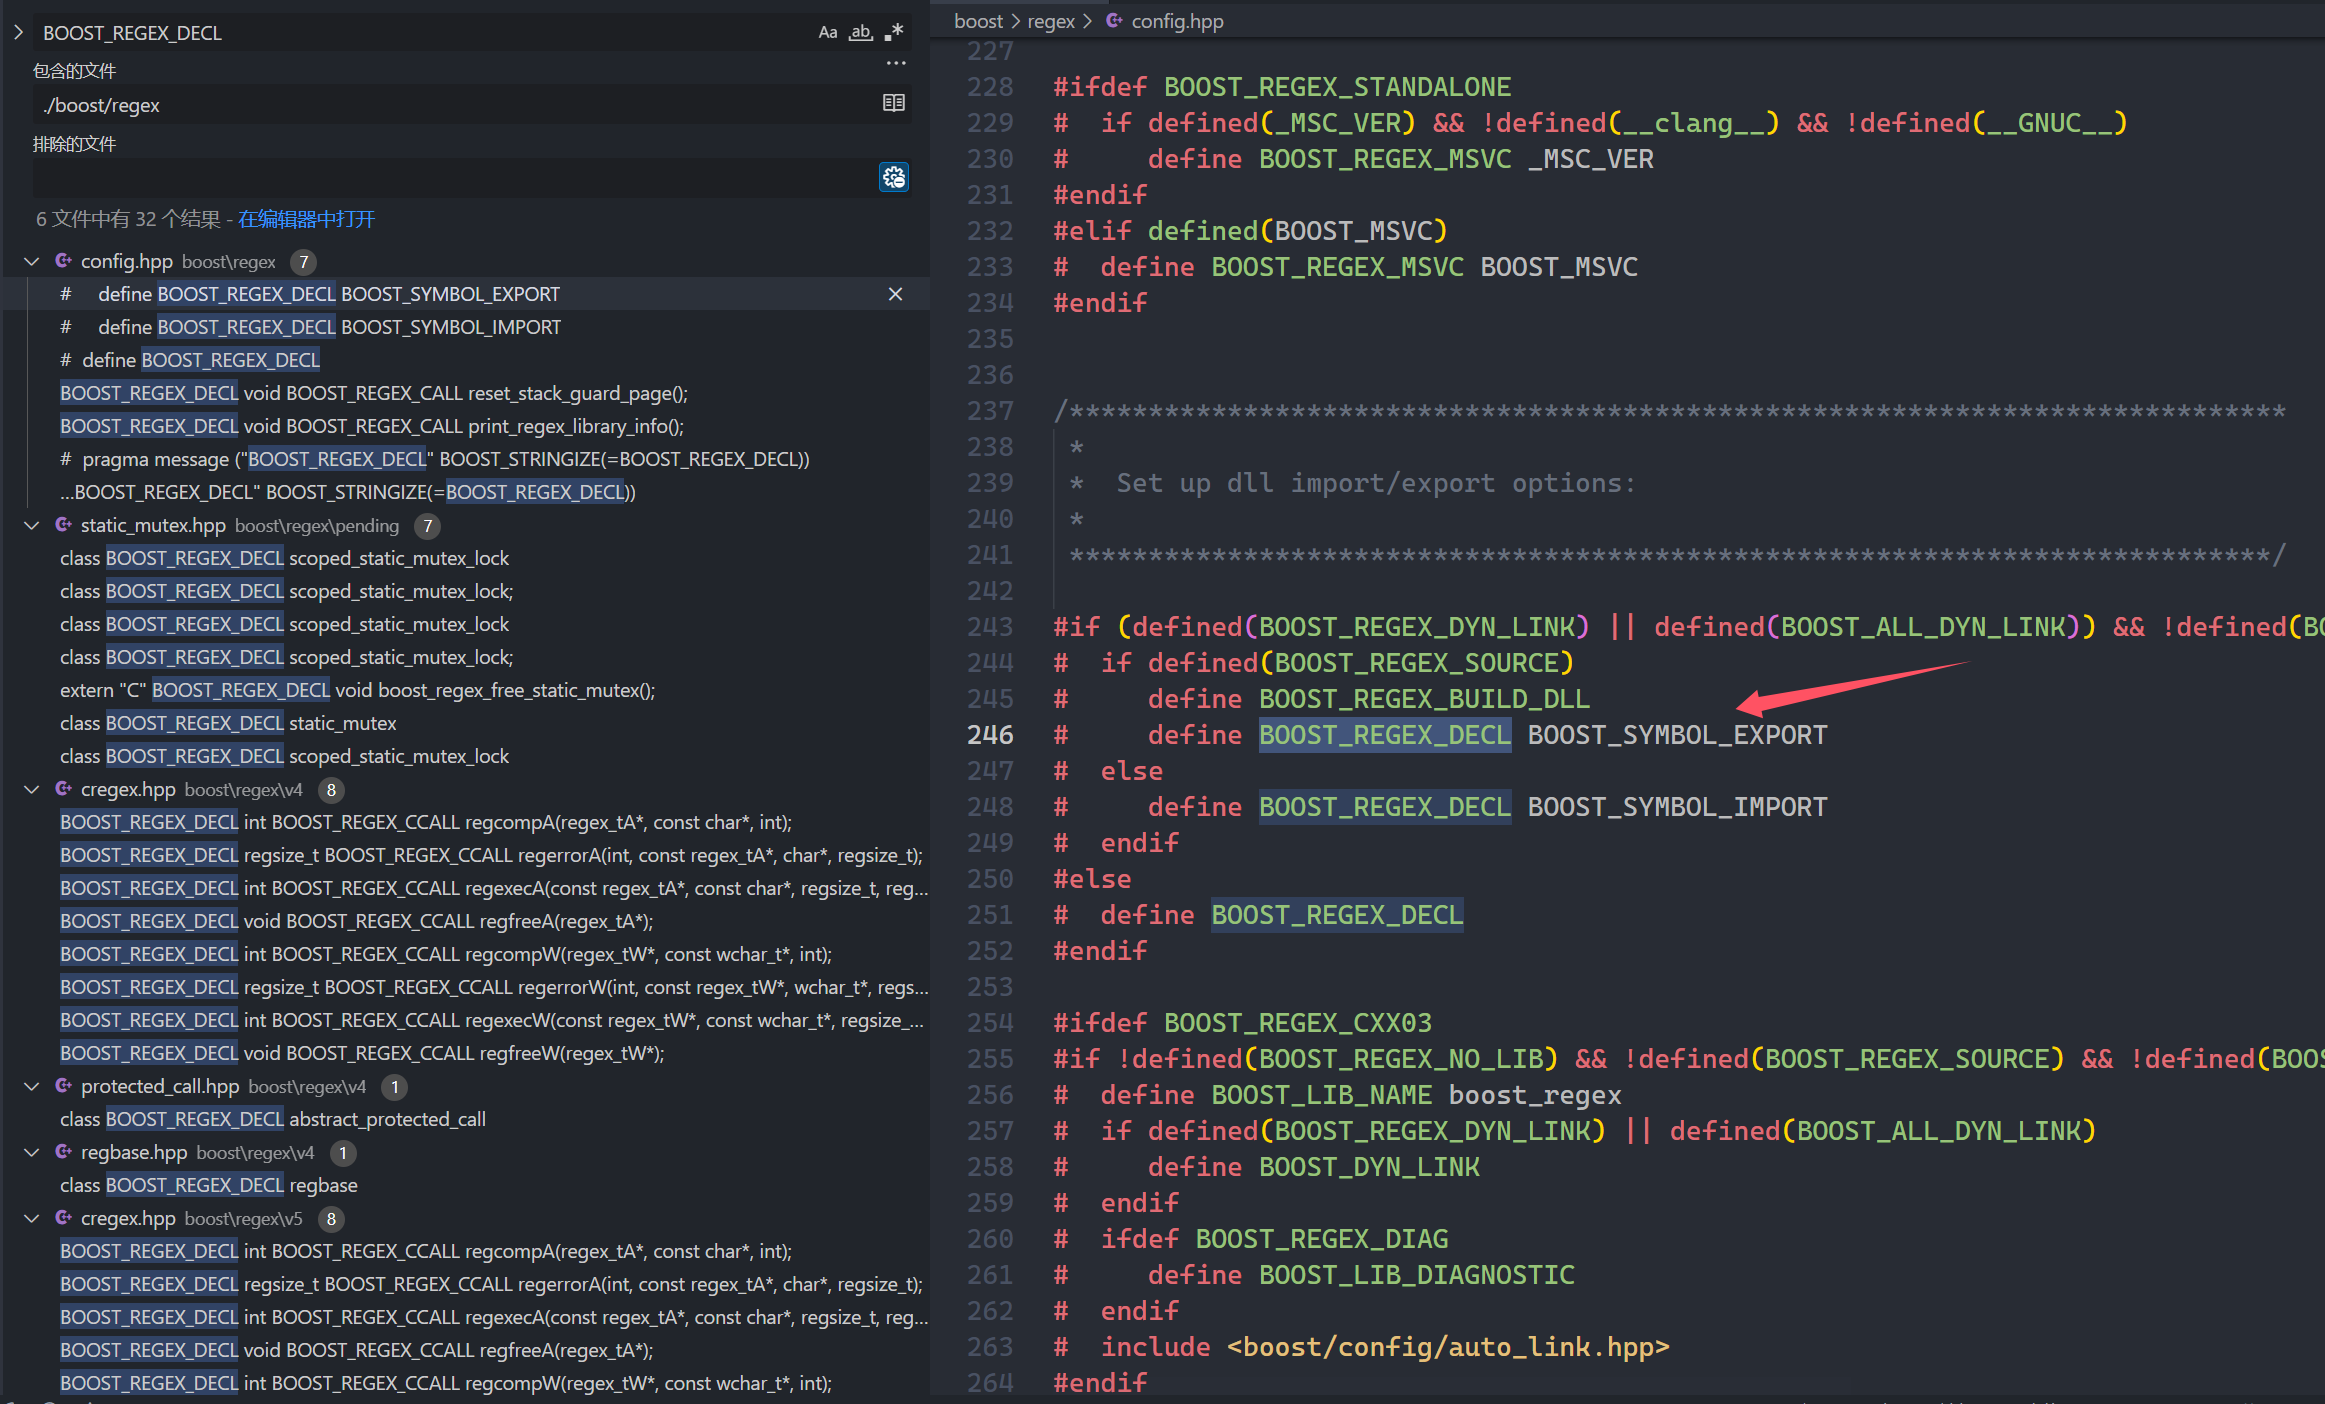 BOOST_REGEX_DECL
Aa ab .*
包含的文件
...
./boost/regex
排除的文件
6 文件中有 32 个结果 - 在编辑器中打开
config.hpp boost\regex 7
#     define BOOST_REGEX_DECL BOOST_SYMBOL_EXPORT
#     define BOOST_REGEX_DECL BOOST_SYMBOL_IMPORT
#  define BOOST_REGEX_DECL
BOOST_REGEX_DECL void BOOST_REGEX_CALL reset_stack_guard_page();
BOOST_REGEX_DECL void BOOST_REGEX_CALL print_regex_library_info();
#  pragma message ("BOOST_REGEX_DECL" BOOST_STRINGIZE(=BOOST_REGEX_DECL))
...BOOST_REGEX_DECL" BOOST_STRINGIZE(=BOOST_REGEX_DECL))
static_mutex.hpp boost\regex\pending 7
class BOOST_REGEX_DECL scoped_static_mutex_lock
class BOOST_REGEX_DECL scoped_static_mutex_lock;
class BOOST_REGEX_DECL scoped_static_mutex_lock
class BOOST_REGEX_DECL scoped_static_mutex_lock;
extern "C" BOOST_REGEX_DECL void boost_regex_free_static_mutex();
class BOOST_REGEX_DECL static_mutex
class BOOST_REGEX_DECL scoped_static_mutex_lock
cregex.hpp boost\regex\v4 8
BOOST_REGEX_DECL int BOOST_REGEX_CCALL regcompA(regex_tA*, const char*, int);
BOOST_REGEX_DECL regsize_t BOOST_REGEX_CCALL regerrorA(int, const regex_tA*, char*, regsize_t);
BOOST_REGEX_DECL int BOOST_REGEX_CCALL regexecA(const regex_tA*, const char*, regsize_t, reg...
BOOST_REGEX_DECL void BOOST_REGEX_CCALL regfreeA(regex_tA*);
BOOST_REGEX_DECL int BOOST_REGEX_CCALL regcompW(regex_tW*, const wchar_t*, int);
BOOST_REGEX_DECL regsize_t BOOST_REGEX_CCALL regerrorW(int, const regex_tW*, wchar_t*, regs...
BOOST_REGEX_DECL int BOOST_REGEX_CCALL regexecW(const regex_tW*, const wchar_t*, regsize_...
BOOST_REGEX_DECL void BOOST_REGEX_CCALL regfreeW(regex_tW*);
protected_call.hpp boost\regex\v4 1
class BOOST_REGEX_DECL abstract_protected_call
regbase.hpp boost\regex\v4 1
class BOOST_REGEX_DECL regbase
cregex.hpp boost\regex\v5 8
BOOST_REGEX_DECL int BOOST_REGEX_CCALL regcompA(regex_tA*, const char*, int);
BOOST_REGEX_DECL regsize_t BOOST_REGEX_CCALL regerrorA(int, const regex_tA*, char*, regsize_t);
BOOST_REGEX_DECL int BOOST_REGEX_CCALL regexecA(const regex_tA*, const char*, regsize_t, reg...
BOOST_REGEX_DECL void BOOST_REGEX_CCALL regfreeA(regex_tA*);
BOOST_REGEX_DECL int BOOST_REGEX_CCALL regcompW(regex_tW*, const wchar_t*, int);
boost > regex > config.hpp
227
228 #ifdef BOOST_REGEX_STANDALONE
229 #  if defined(_MSC_VER) && !defined(__clang__) && !defined(__GNUC__)
230 #     define BOOST_REGEX_MSVC _MSC_VER
231 #endif
232 #elif defined(BOOST_MSVC)
233 #  define BOOST_REGEX_MSVC BOOST_MSVC
234 #endif
235
236
237 /*****************************************************************************
238  *
239  *  Set up dll import/export options:
240  *
241  ****************************************************************************/
242
243 #if (defined(BOOST_REGEX_DYN_LINK) || defined(BOOST_ALL_DYN_LINK)) && !defined(BO
244 #  if defined(BOOST_REGEX_SOURCE)
245 #     define BOOST_REGEX_BUILD_DLL
246 #     define BOOST_REGEX_DECL BOOST_SYMBOL_EXPORT
247 #  else
248 #     define BOOST_REGEX_DECL BOOST_SYMBOL_IMPORT
249 #  endif
250 #else
251 #  define BOOST_REGEX_DECL
252 #endif
253
254 #ifdef BOOST_REGEX_CXX03
255 #if !defined(BOOST_REGEX_NO_LIB) && !defined(BOOST_REGEX_SOURCE) && !defined(BOOS
256 #  define BOOST_LIB_NAME boost_regex
257 #  if defined(BOOST_REGEX_DYN_LINK) || defined(BOOST_ALL_DYN_LINK)
258 #     define BOOST_DYN_LINK
259 #  endif
260 #  ifdef BOOST_REGEX_DIAG
261 #     define BOOST_LIB_DIAGNOSTIC
262 #  endif
263 #  include <boost/config/auto_link.hpp>
264 #endif